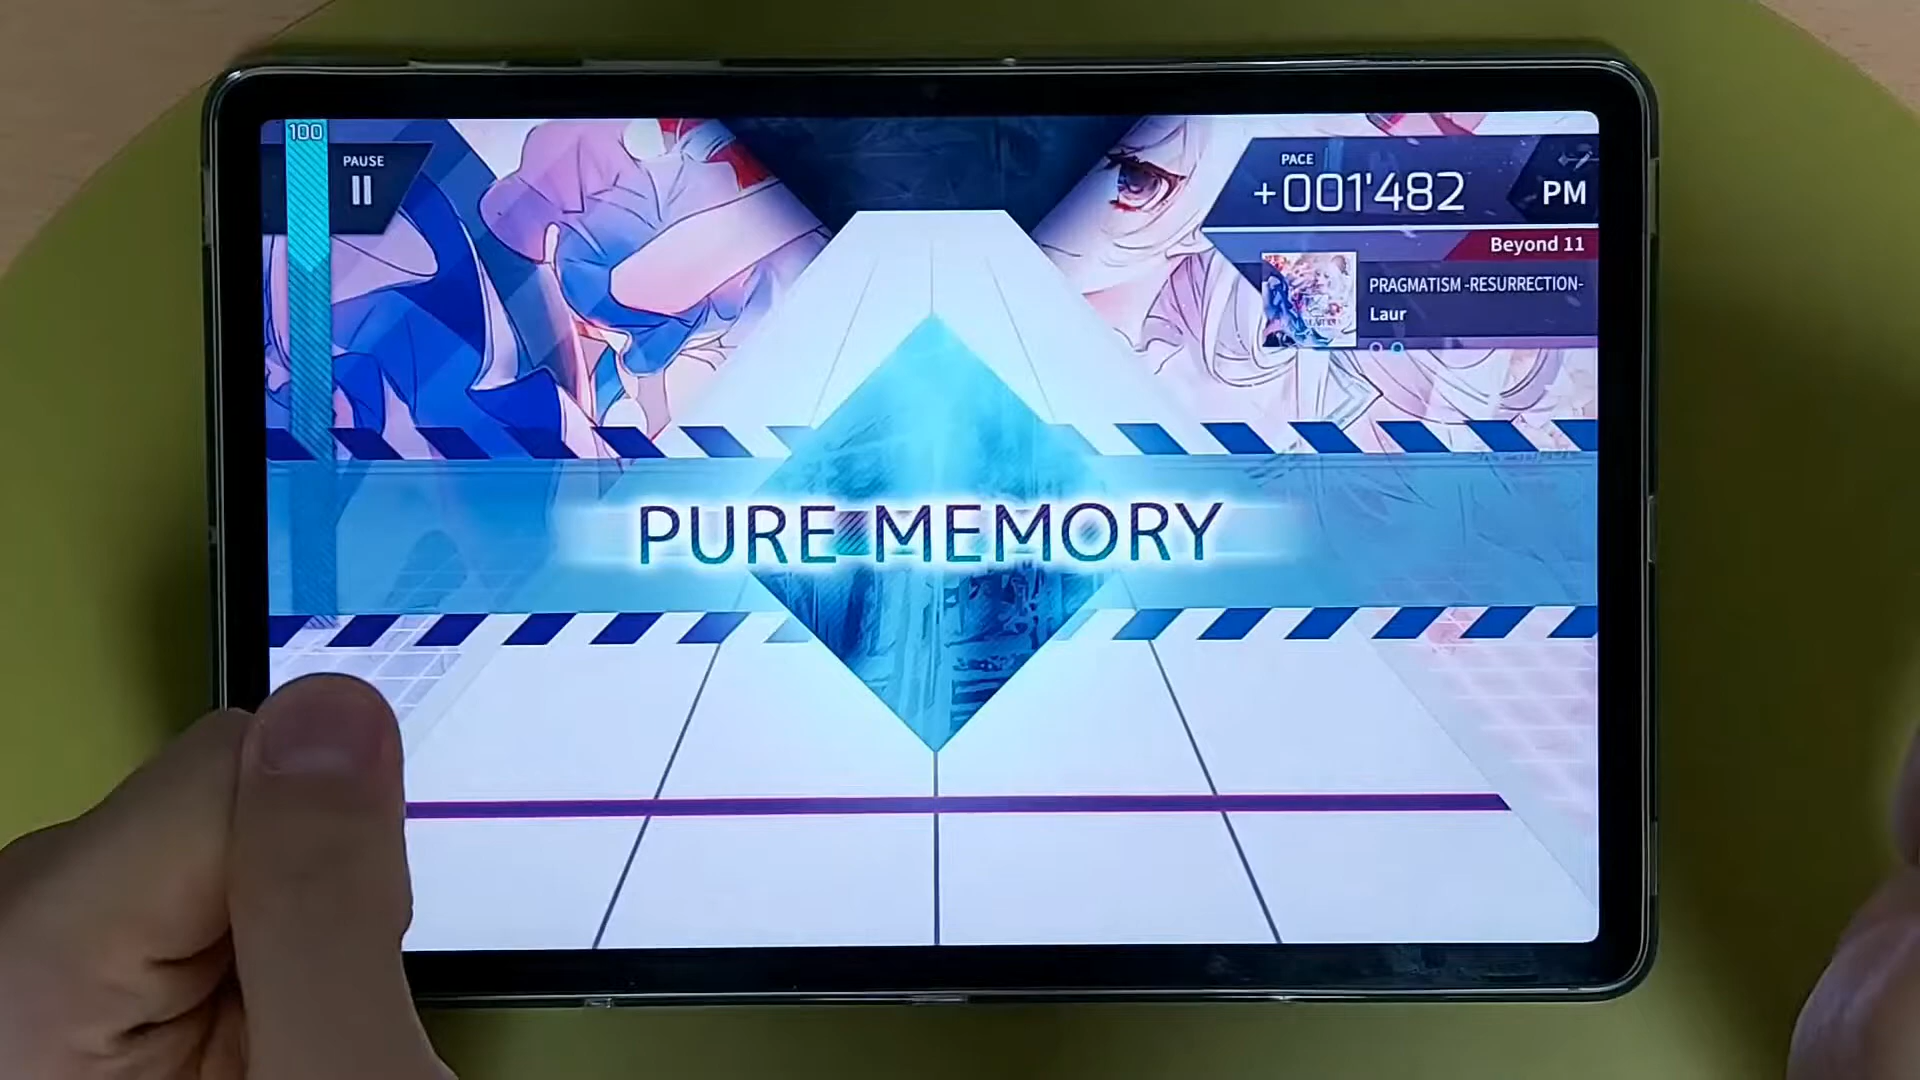 100
PAUSE
PACE
+001'482
PM
Beyond 11
PRAGMATISM -RESURRECTION-
Laur
PURE MEMORY